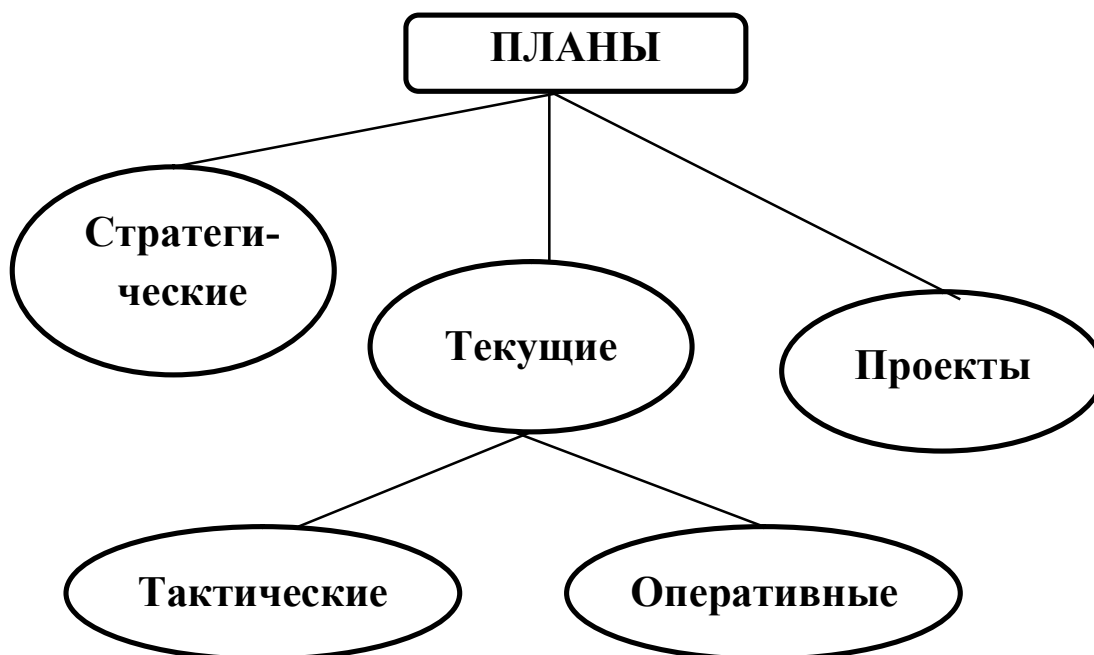 ПЛАНЫ
Стратеги-
ческие
Текущие
Проекты
Тактические
Оперативные